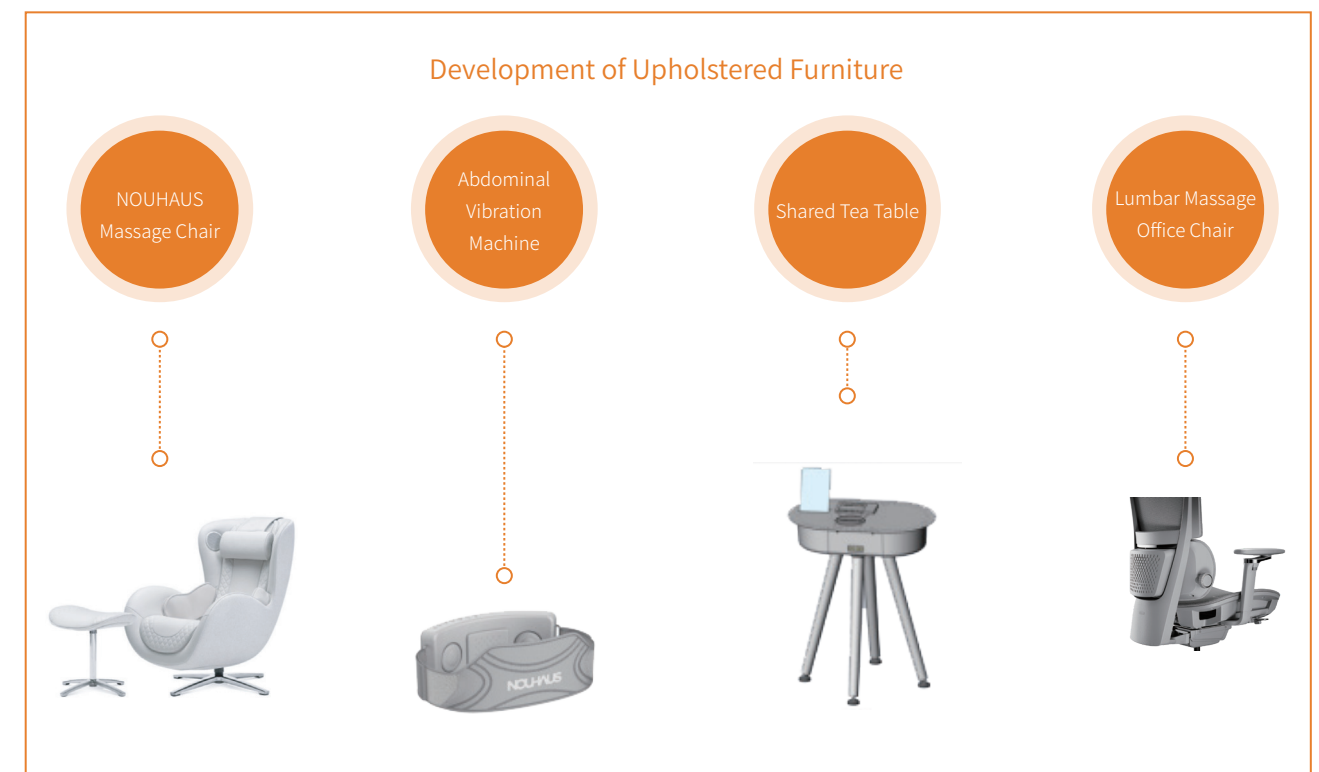 Development of Upholstered Furniture
NOUHAUS
Massage Chair
Abdominal
Vibration
Machine
Shared Tea Table
Lumbar Massage
Office Chair
NOUHAUS